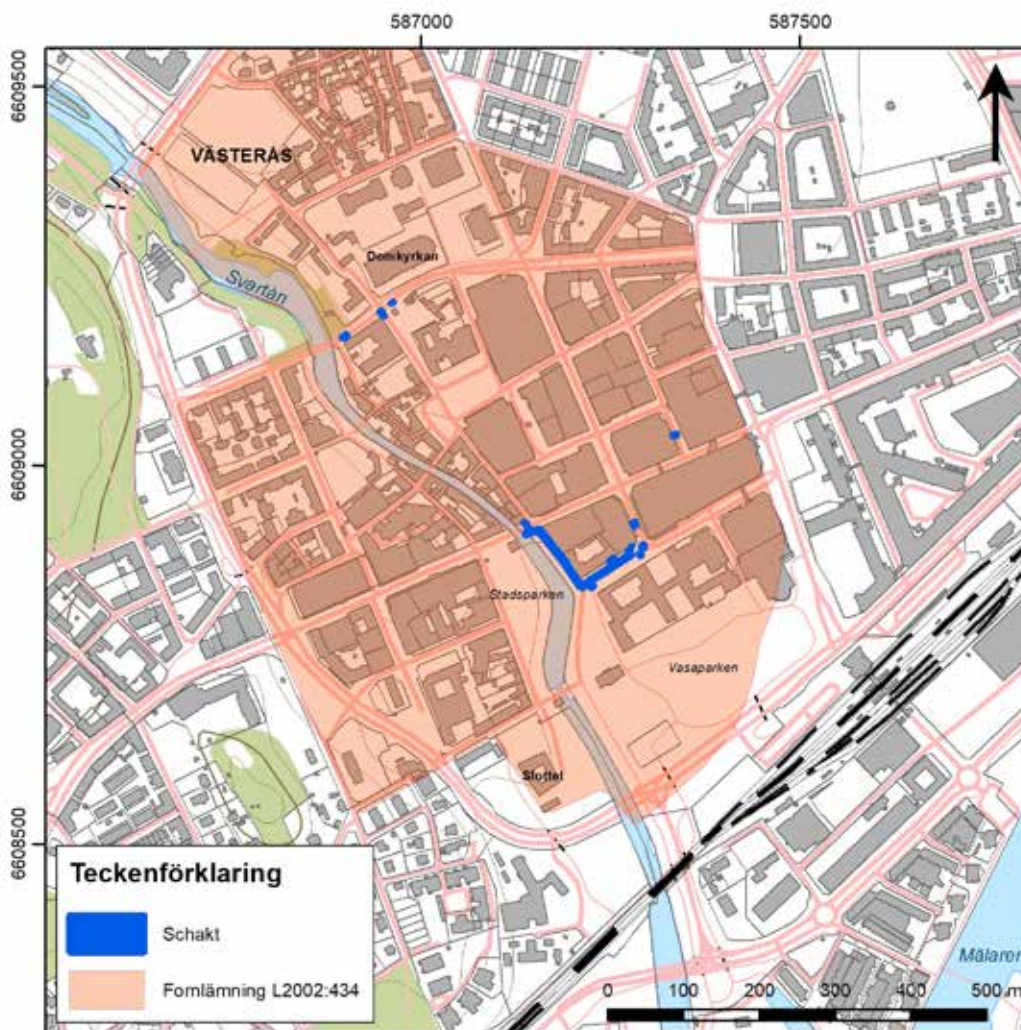 587000
587500
6609500
VÄSTERÅS
Domkyrkan
Svartån
6609000
Stadsparken
Vasaparken
Slottet
6608500
Teckenförklaring
Schakt
Fornlämning L2002:434
Mälaren
0 100 200 300 400 500 m